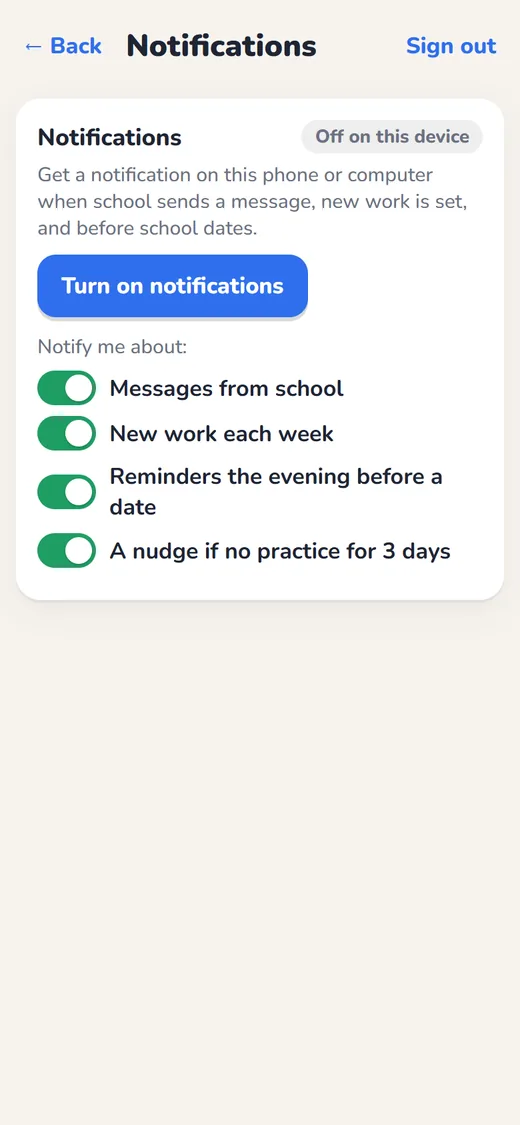 ← Back Notifications Sign out
Notifications Off on this device
Get a notification on this phone or computer
when school sends a message, new work is set,
and before school dates.
Turn on notifications
Notify me about:
Messages from school
New work each week
Reminders the evening before a
date
A nudge if no practice for 3 days